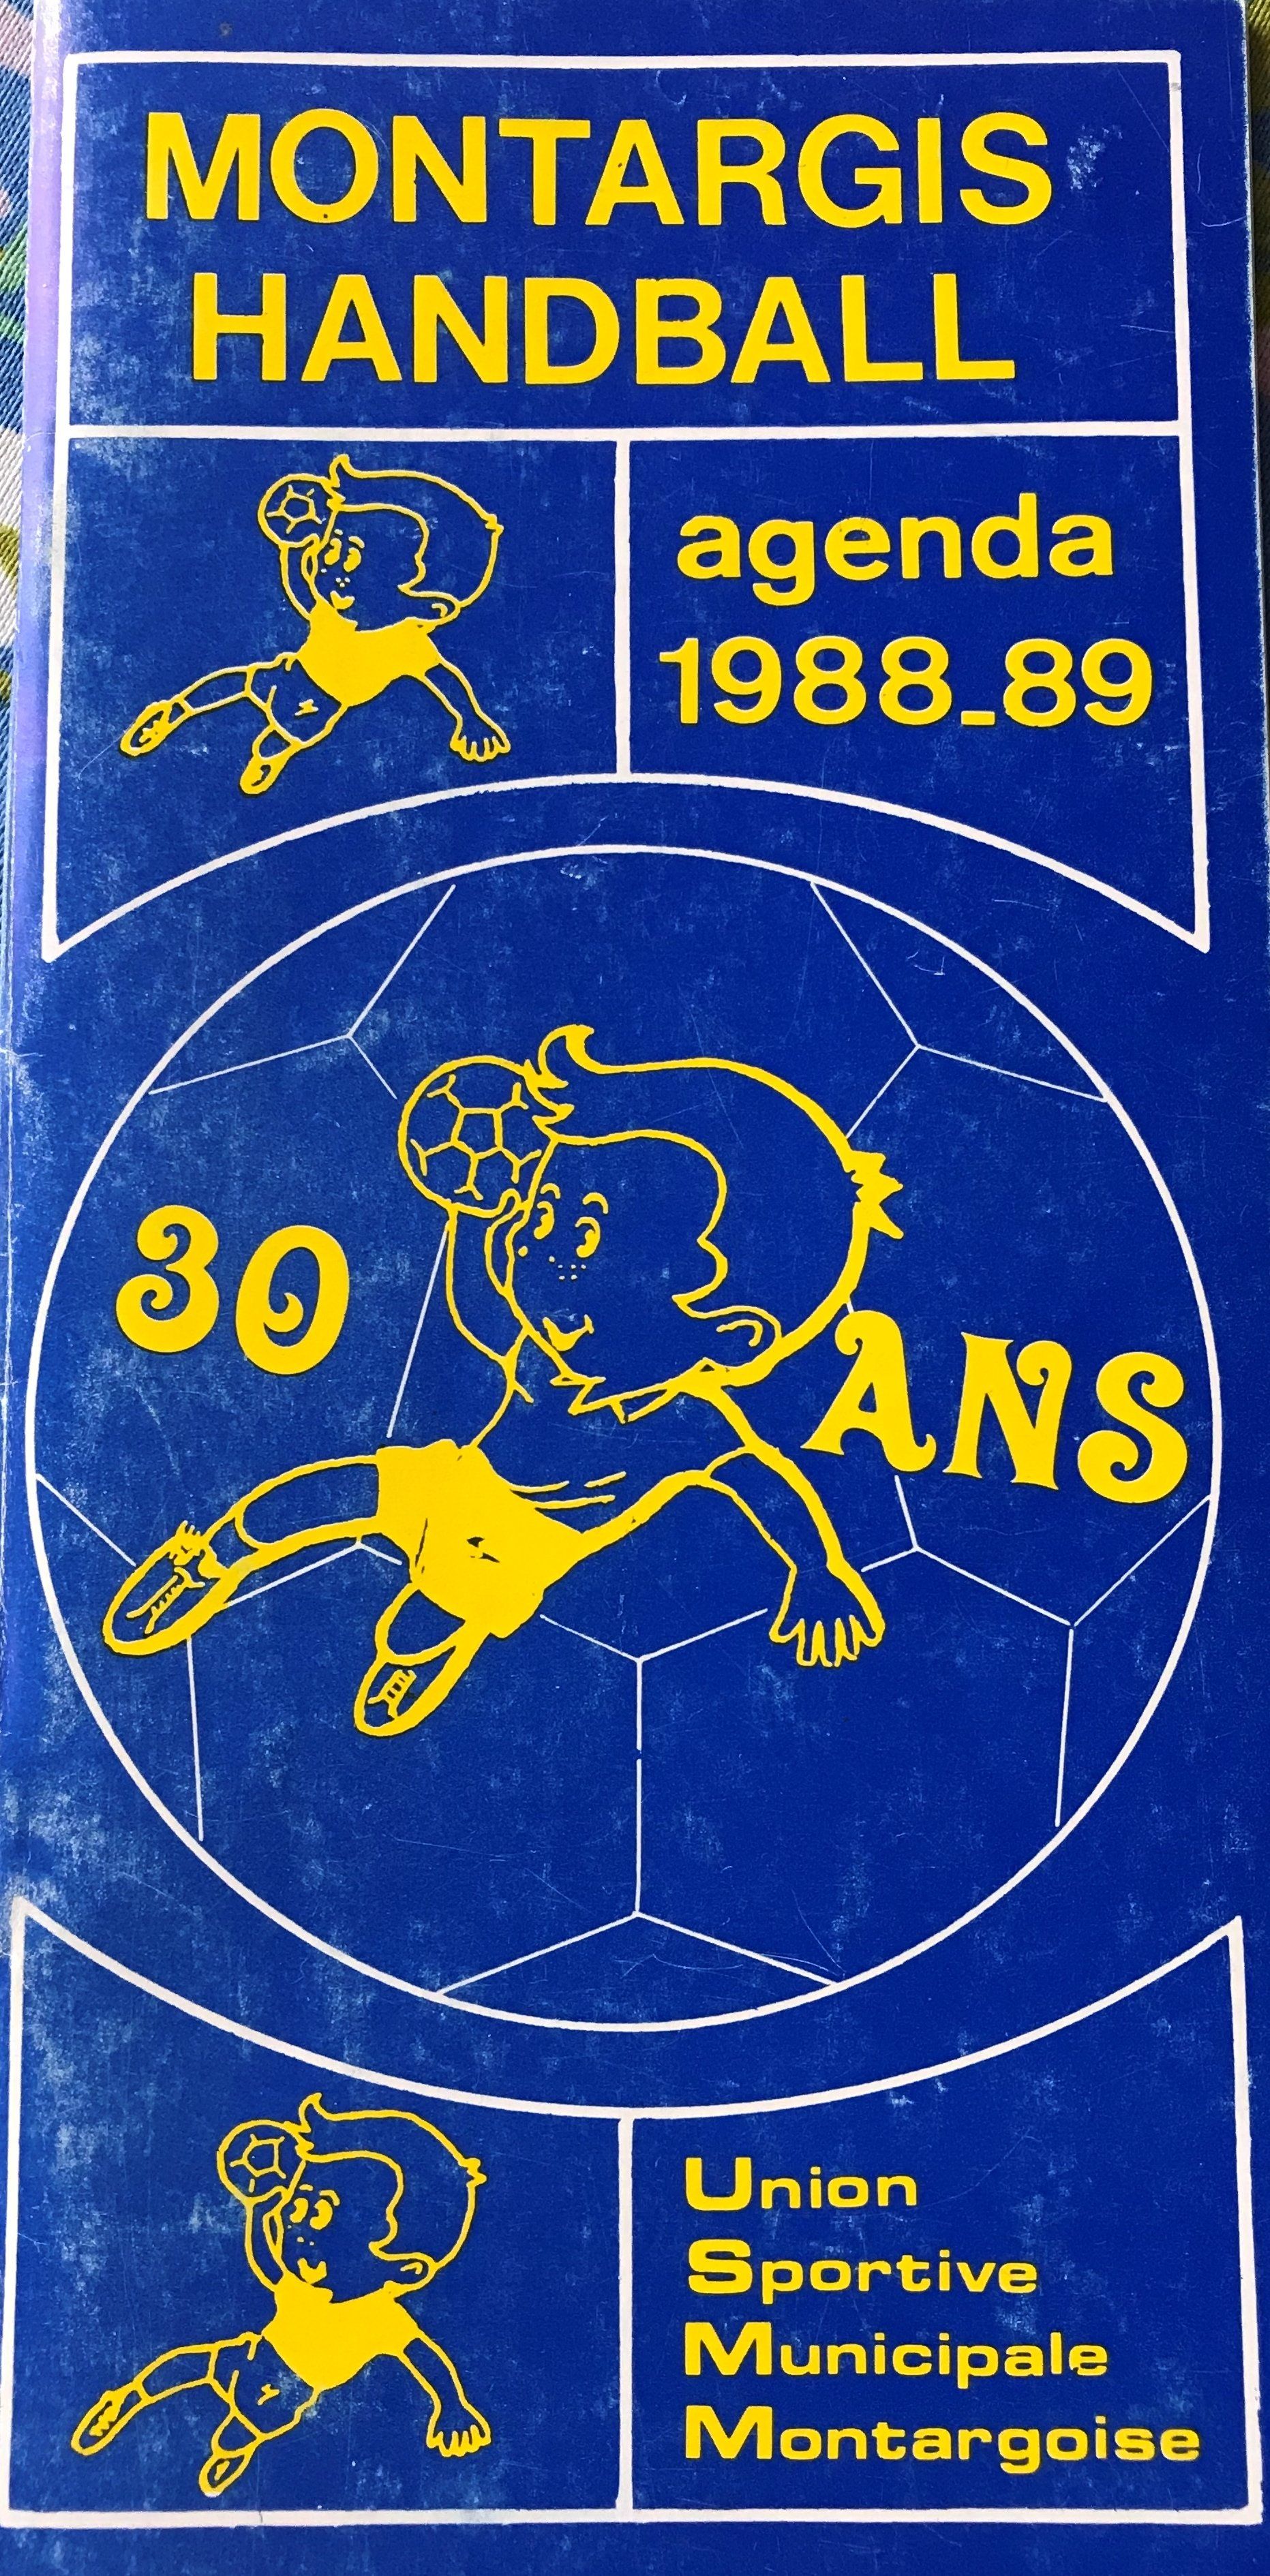 MONTARGIS
HANDBALL
agenda
1988_89
30 ANS
Union
Sportive
Municipale
Montargoise